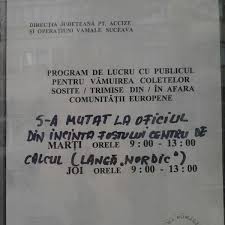 DIRECȚIA JUDEȚEANĂ PT. ACCIZE
ȘI OPERAȚIUNI VAMALE SUCEAVA
PROGRAM DE LUCRU CU PUBLICUL
PENTRU VĂMUIREA COLETELOR
SOSITE / TRIMISE DIN / ÎN AFARA
COMUNITĂȚII EUROPENE
S-A MUTAT LA OFICIUL
DIN INCINTA FOSTULUI CENTRU DE
MARȚI ORELE 9:00 - 13:00
CALCUL (LANGĂ „NORDIC")
JOI ORELE 9:00 - 13:00